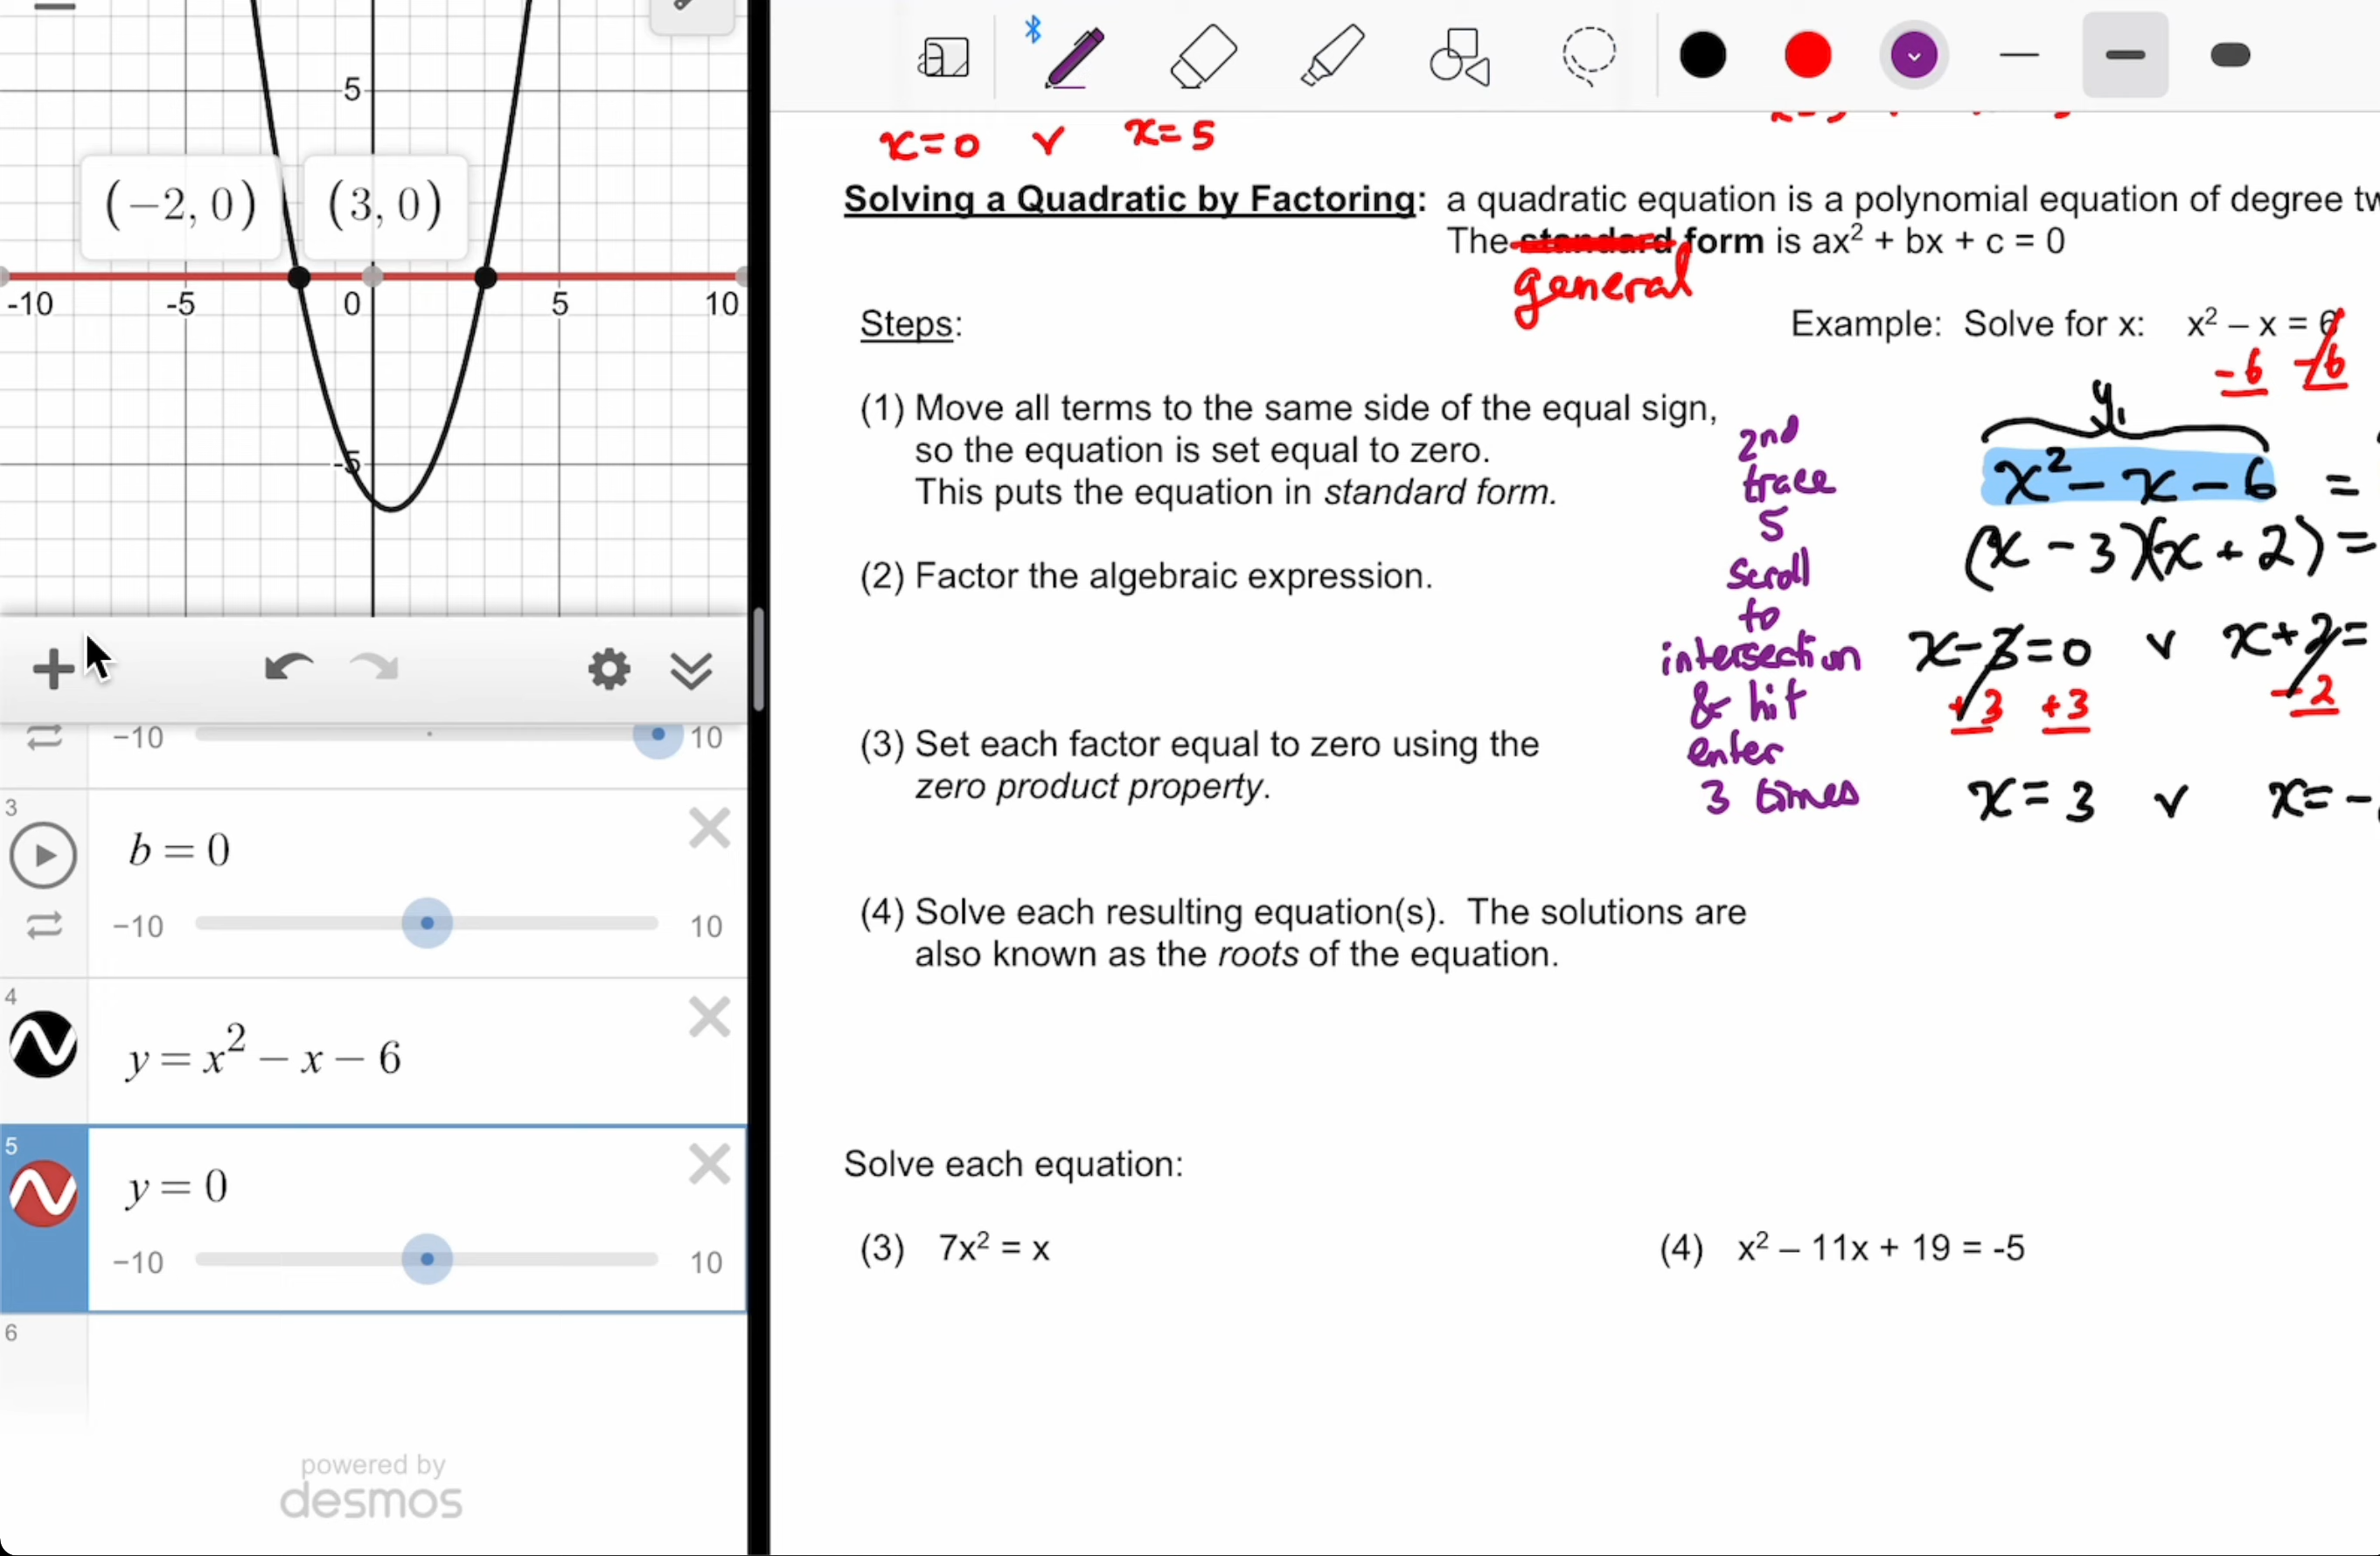 5
(−2, 0) (3, 0)
-10 -5 0 5 10
-5
−10 10
3
b = 0
−10 10
4
y = x² − x − 6
5
y = 0
−10 10
6
powered by
desmos
x=0 ∨ x=5
Solving a Quadratic by Factoring: a quadratic equation is a polynomial equation of degree tw
The standard form is ax² + bx + c = 0
general
Steps:
Example: Solve for x: x² – x = 6
-6 -6
(1) Move all terms to the same side of the equal sign,
so the equation is set equal to zero.
This puts the equation in standard form.
2nd
trace
5
scroll
to
intersection
& hit
enter
3 times
y₁
x² - x - 6 =
(x - 3)(x + 2) =
x-3=0 ∨ x+2=
+3 +3 -2
x=3 ∨ x=-
(2) Factor the algebraic expression.
(3) Set each factor equal to zero using the
zero product property.
(4) Solve each resulting equation(s). The solutions are
also known as the roots of the equation.
Solve each equation:
(3) 7x² = x
(4) x² – 11x + 19 = -5